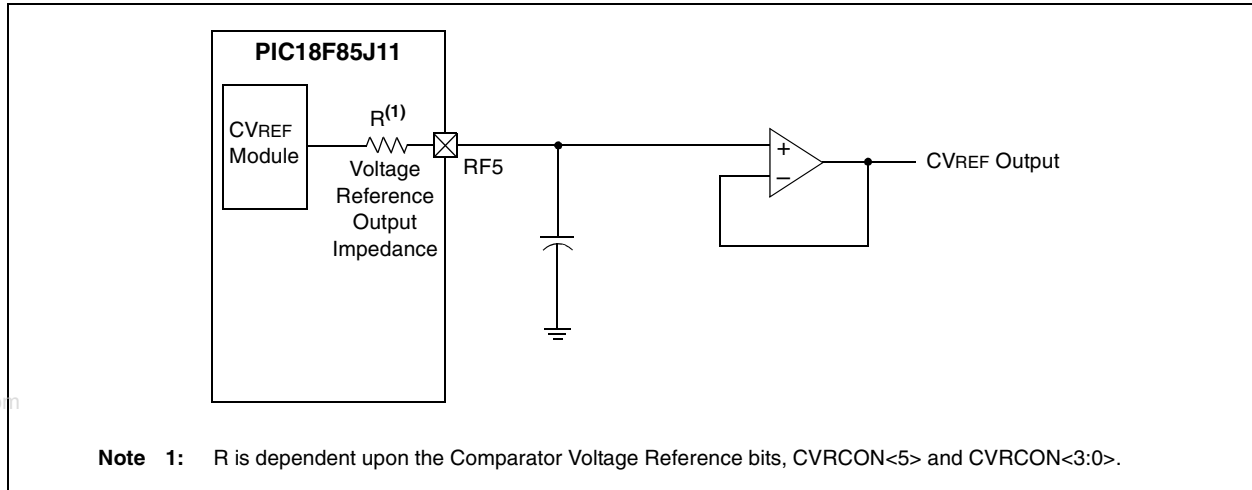 PIC18F85J11
CVREF
Module
R(1)
Voltage
Reference
Output
Impedance
RF5
+
–
CVREF Output
om
Note 1: R is dependent upon the Comparator Voltage Reference bits, CVRCON<5> and CVRCON<3:0>.